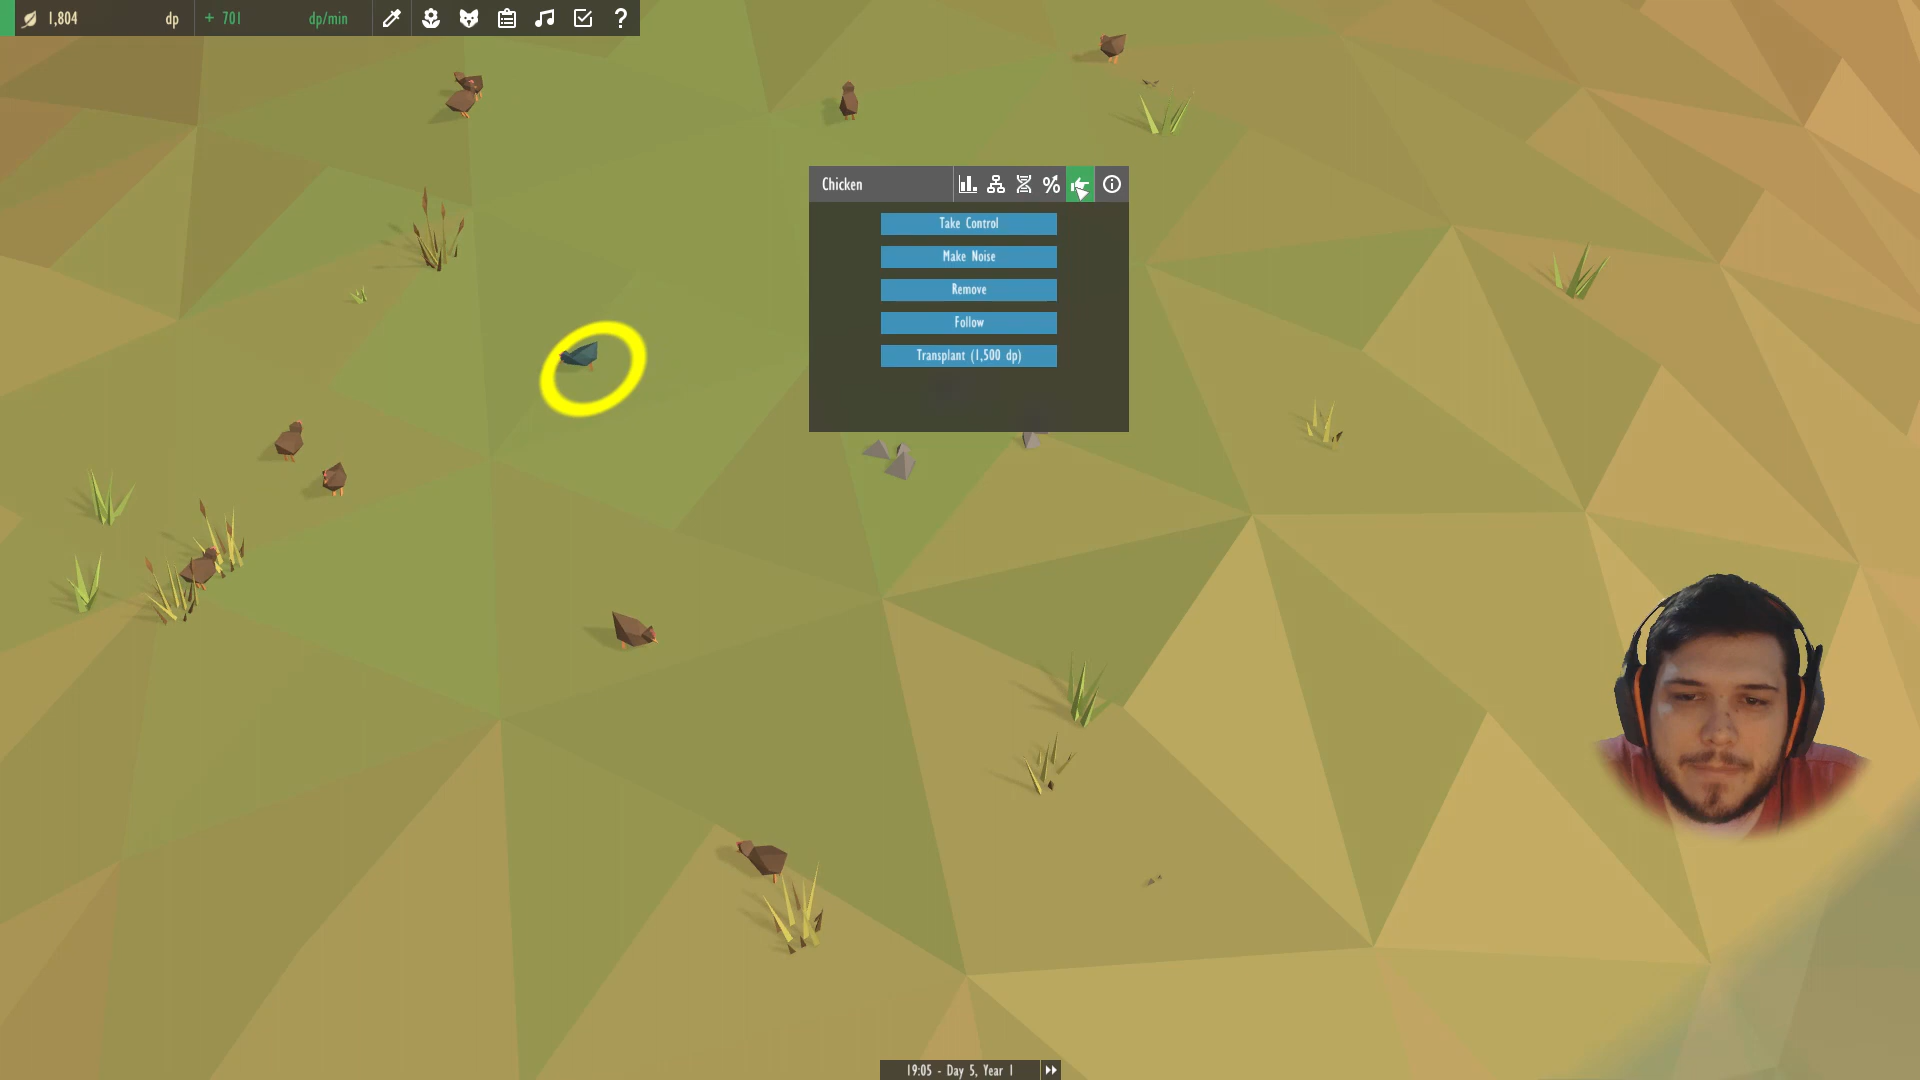 1,804 dp + 701 dp/min ?
Chicken %
Take Control
Make Noise
Remove
Follow
Transplant (1,500 dp)
19:05 - Day 5, Year 1